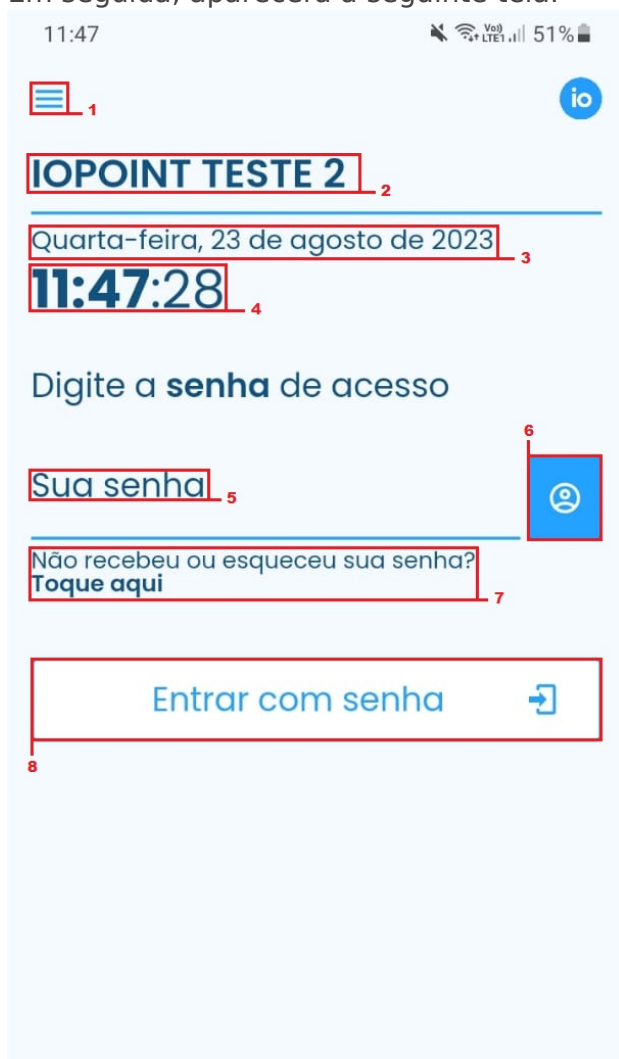 Em seguida, aparecerá a seguinte tela:
11:47 Vo)) LTE1 51%
1
io
IOPOINT TESTE 2
2
Quarta-feira, 23 de agosto de 2023
3
11:47:28
4
Digite a senha de acesso
6
Sua senha
5
Não recebeu ou esqueceu sua senha?
Toque aqui
7
Entrar com senha
8